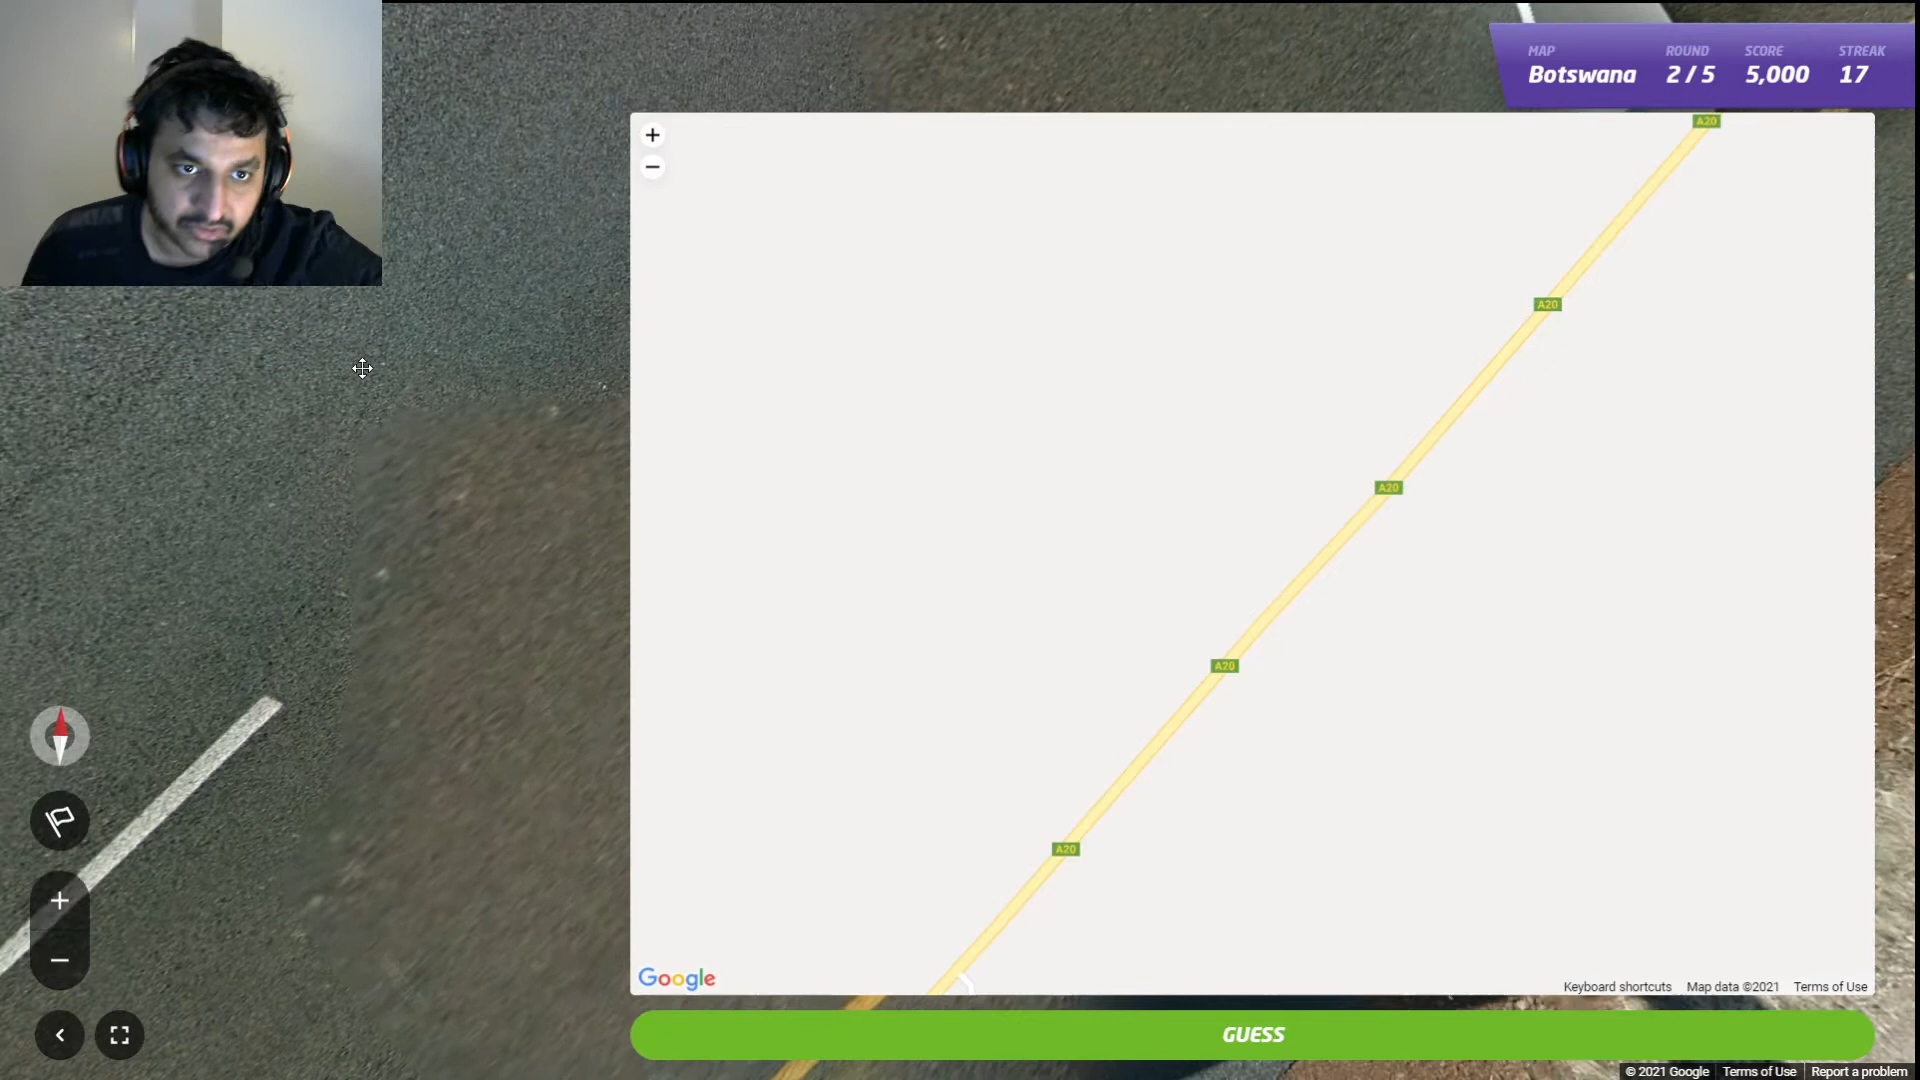 MAP
ROUND
SCORE
STREAK
Botswana
2 / 5
5,000
17
A20
A20
A20
A20
A20
Google
Keyboard shortcuts
Map data ©2021
Terms of Use
GUESS
© 2021 Google
Terms of Use
Report a problem